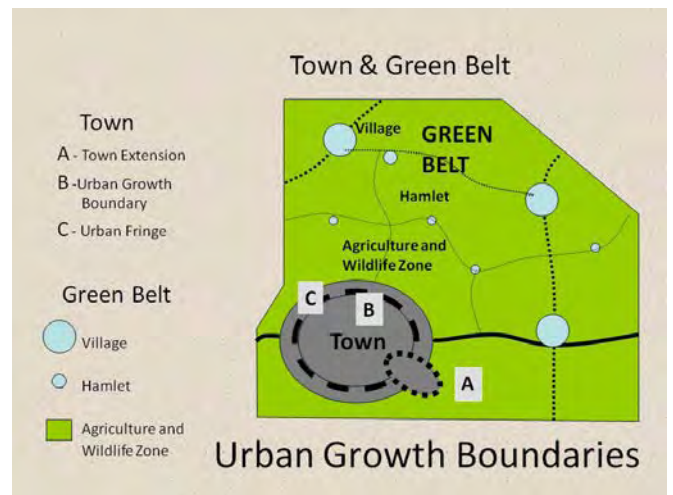 Town & Green Belt
Town
A - Town Extension
B -Urban Growth
Boundary
C - Urban Fringe
Green Belt
Village
Hamlet
Agriculture and
Wildlife Zone
Village
GREEN
BELT
Hamlet
Agriculture and
Wildlife Zone
C
B
Town
A
Urban Growth Boundaries